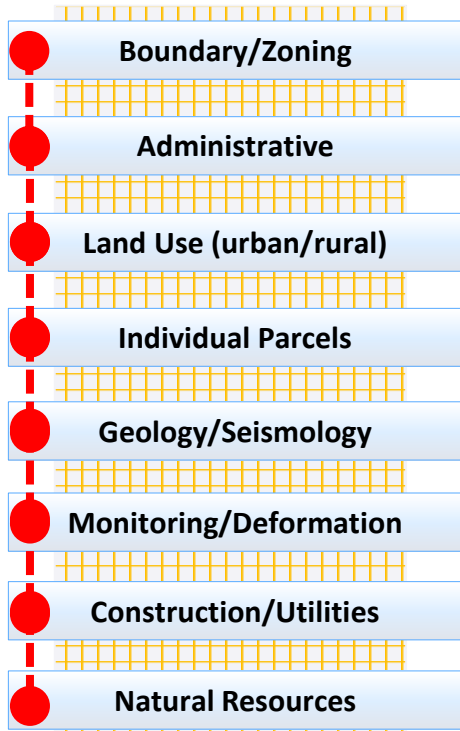 Boundary/Zoning
Administrative
Land Use (urban/rural)
Individual Parcels
Geology/Seismology
Monitoring/Deformation
Construction/Utilities
Natural Resources